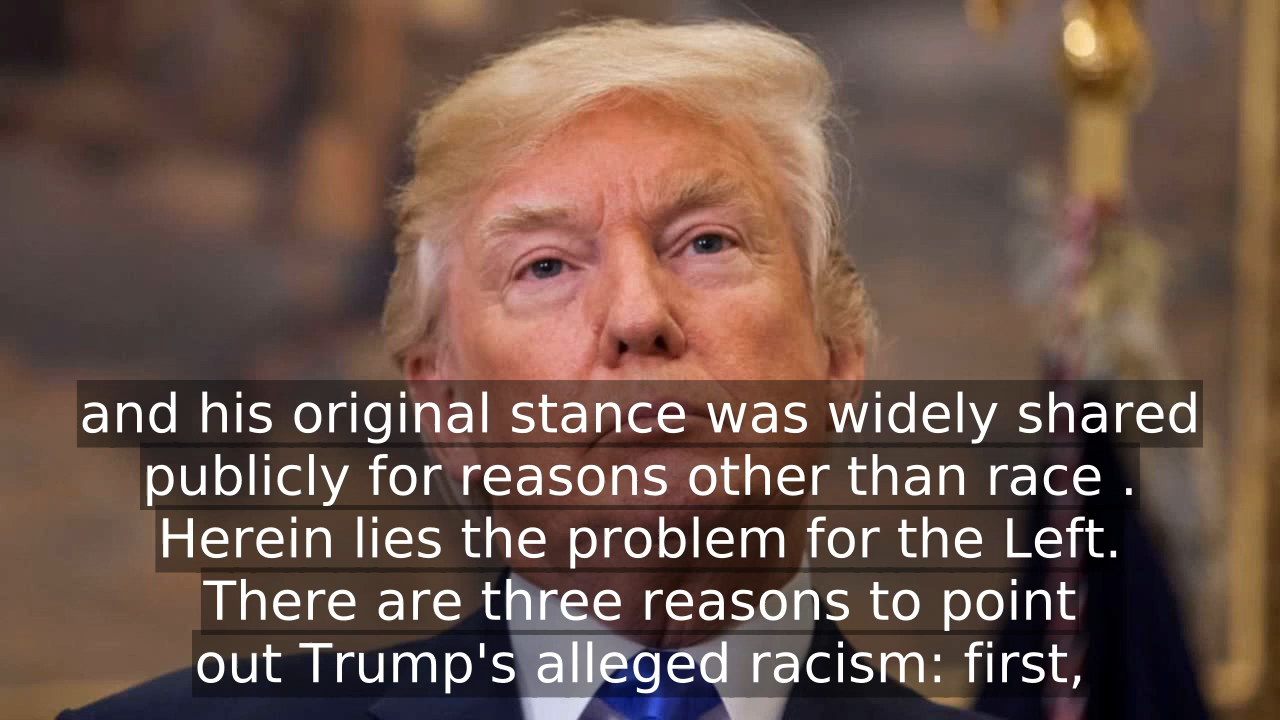 and his original stance was widely shared
publicly for reasons other than race .
Herein lies the problem for the Left.
There are three reasons to point
out Trump's alleged racism: first,